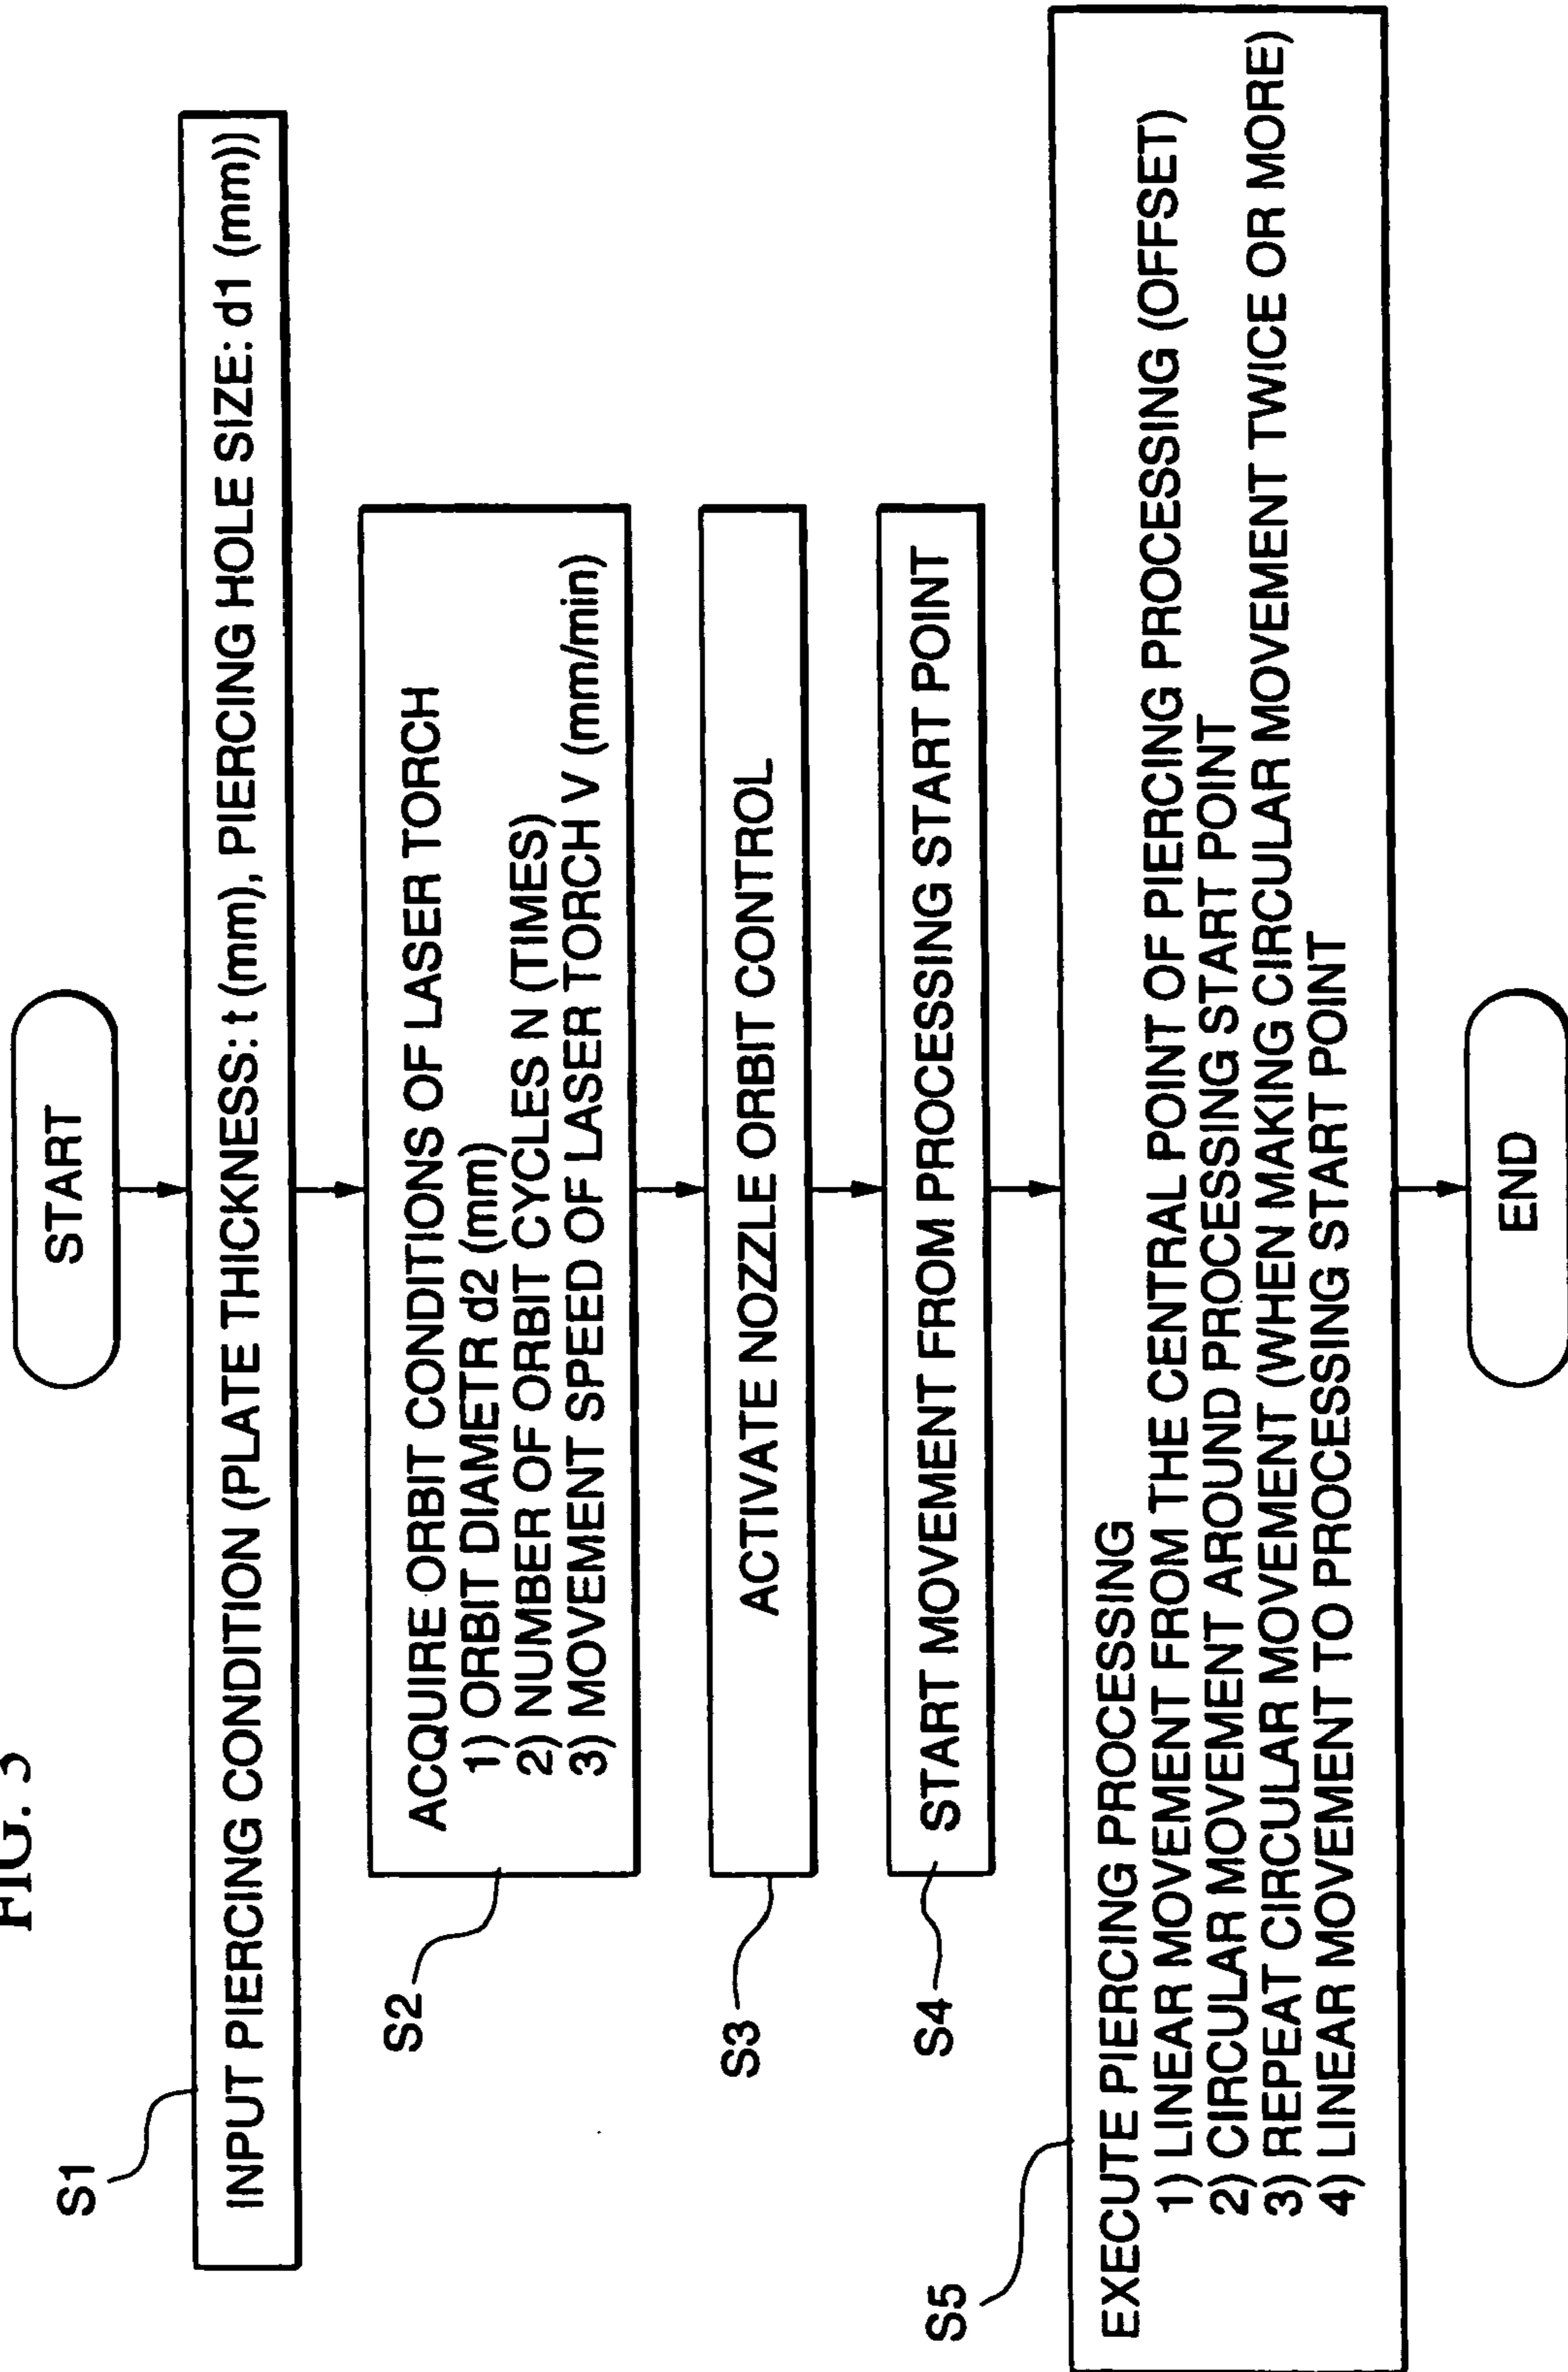 FIG. 3
START
S1
INPUT PIERCING CONDITION (PLATE THICKNESS: t (mm), PIERCING HOLE SIZE: d1 (mm))
S2
ACQUIRE ORBIT CONDITIONS OF LASER TORCH
1) ORBIT DIAMETR d2 (mm)
2) NUMBER OF ORBIT CYCLES N (TIMES)
3) MOVEMENT SPEED OF LASER TORCH V (mm/min)
S3
ACTIVATE NOZZLE ORBIT CONTROL
S4
START MOVEMENT FROM PROCESSING START POINT
S5
EXECUTE PIERCING PROCESSING
1) LINEAR MOVEMENT FROM THE CENTRAL POINT OF PIERCING PROCESSING (OFFSET)
2) CIRCULAR MOVEMENT AROUND PROCESSING START POINT
3) REPEAT CIRCULAR MOVEMENT (WHEN MAKING CIRCULAR MOVEMENT TWICE OR MORE)
4) LINEAR MOVEMENT TO PROCESSING START POINT
END